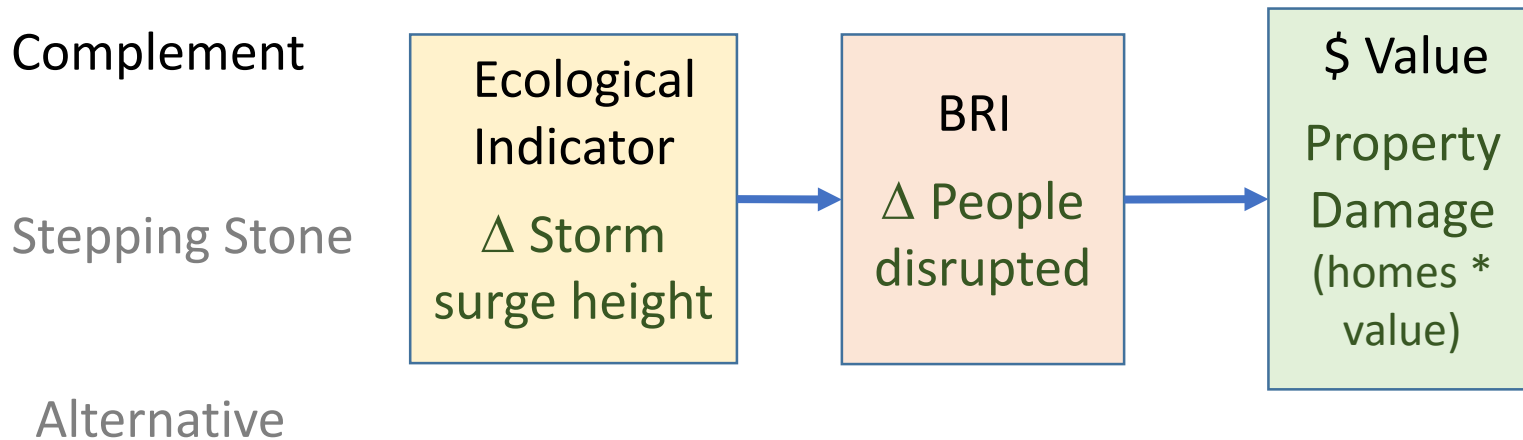 Complement
Stepping Stone
Alternative
Ecological
Indicator
Δ Storm
surge height
BRI
Δ People
disrupted
$ Value
Property
Damage
(homes *
value)